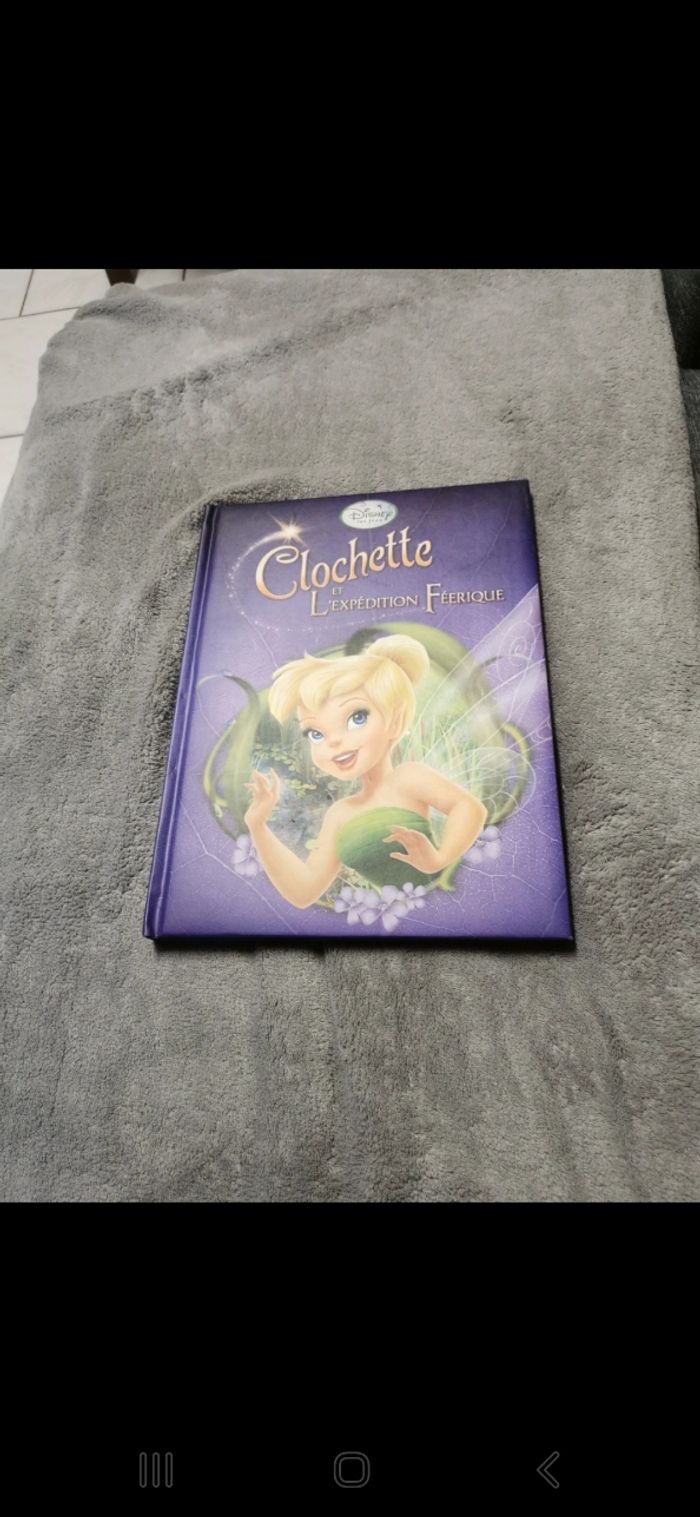 Disney
Clochette
ET
L'EXPÉDITION FÉERIQUE